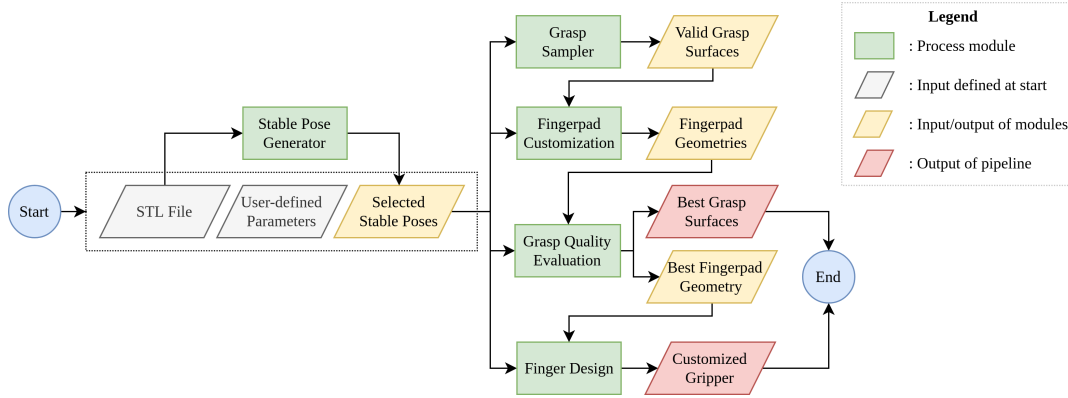 Start
STL File
User-defined
Parameters
Selected
Stable Poses
Stable Pose
Generator
Grasp
Sampler
Valid Grasp
Surfaces
Fingerpad
Customization
Fingerpad
Geometries
Grasp Quality
Evaluation
Best Grasp
Surfaces
Best Fingerpad
Geometry
Finger Design
Customized
Gripper
End
Legend
: Process module
: Input defined at start
: Input/output of modules
: Output of pipeline